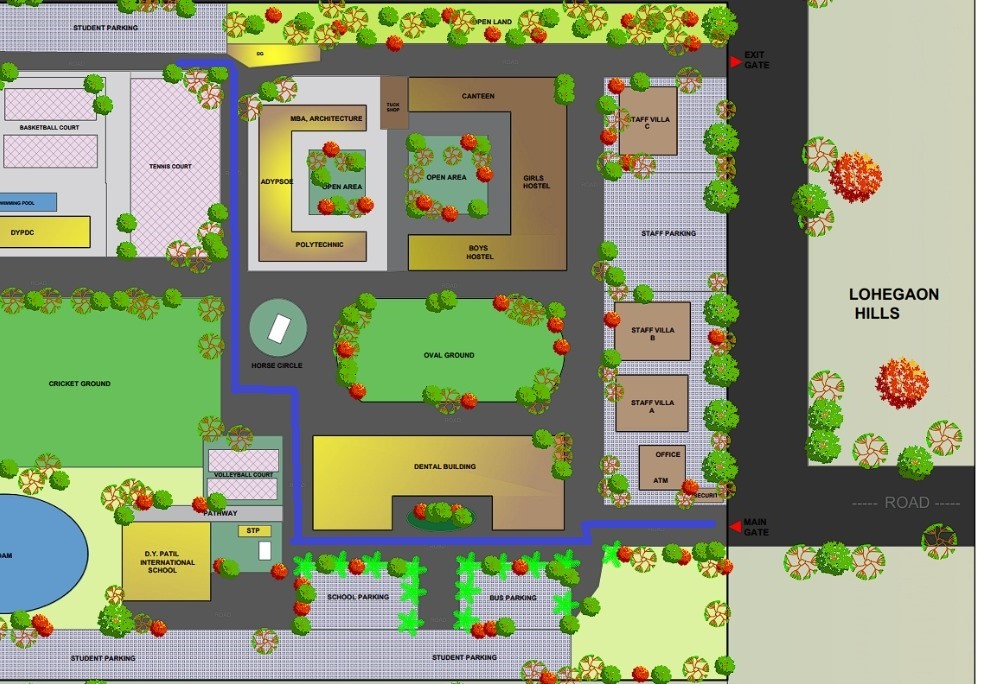 STUDENT PARKING
OPEN LAND
DG
EXIT
GATE
CANTEEN
TUCK
SHOP
MBA, ARCHITECTURE
STAFF VILLA
C
BASKETBALL COURT
TENNIS COURT
ADYPSOE
OPEN AREA
OPEN AREA
GIRLS
HOSTEL
SWIMMING POOL
DYPDC
POLYTECHNIC
BOYS
HOSTEL
STAFF PARKING
LOHEGAON
HILLS
STAFF VILLA
B
HORSE CIRCLE
OVAL GROUND
CRICKET GROUND
STAFF VILLA
A
OFFICE
ATM
SECURIT
DENTAL BUILDING
VOLLEYBALL COURT
----- ROAD -----
PATHWAY
MAIN
GATE
STP
D.Y. PATIL
INTERNATIONAL
SCHOOL
DAM
SCHOOL PARKING
BUS PARKING
STUDENT PARKING
STUDENT PARKING